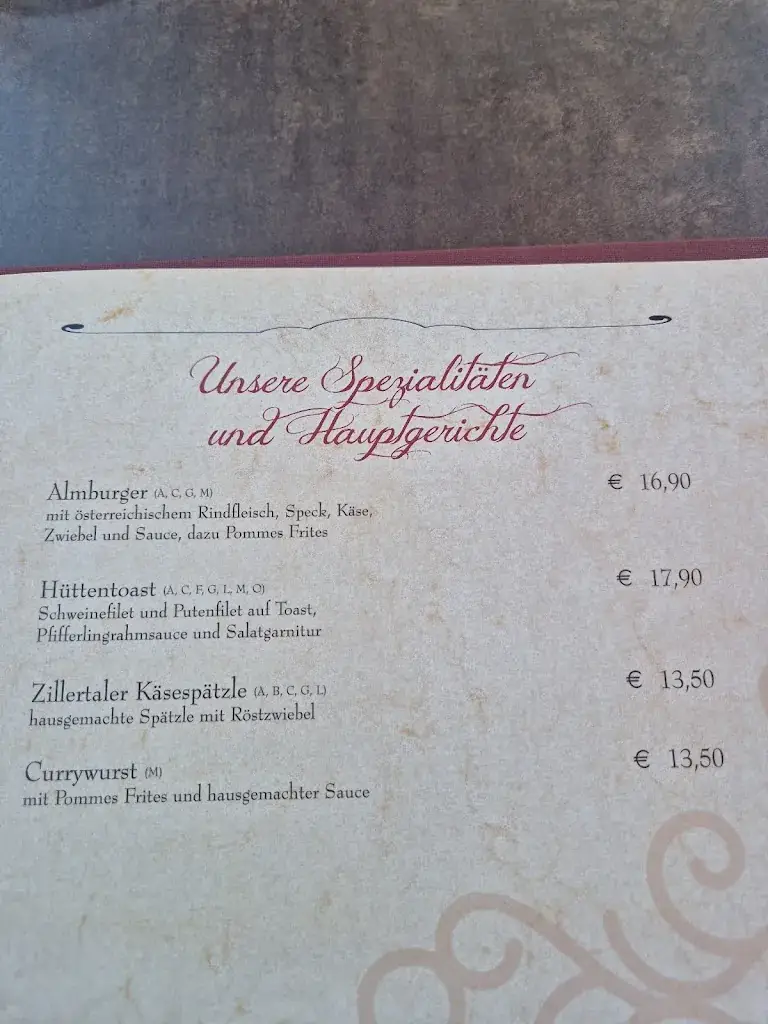 Unsere Spezialitäten
und Hauptgerichte
Almburger (A, C, G, M) € 16,90
mit österreichischem Rindfleisch, Speck, Käse,
Zwiebel und Sauce, dazu Pommes Frites
Hüttentoast (A, C, F, G, L, M, O) € 17,90
Schweinefilet und Putenfilet auf Toast,
Pfifferlingrahmsauce und Salatgarnitur
Zillertaler Käsespätzle (A, B, C, G, L) € 13,50
hausgemachte Spätzle mit Röstzwiebel
Currywurst (M) € 13,50
mit Pommes Frites und hausgemachter Sauce